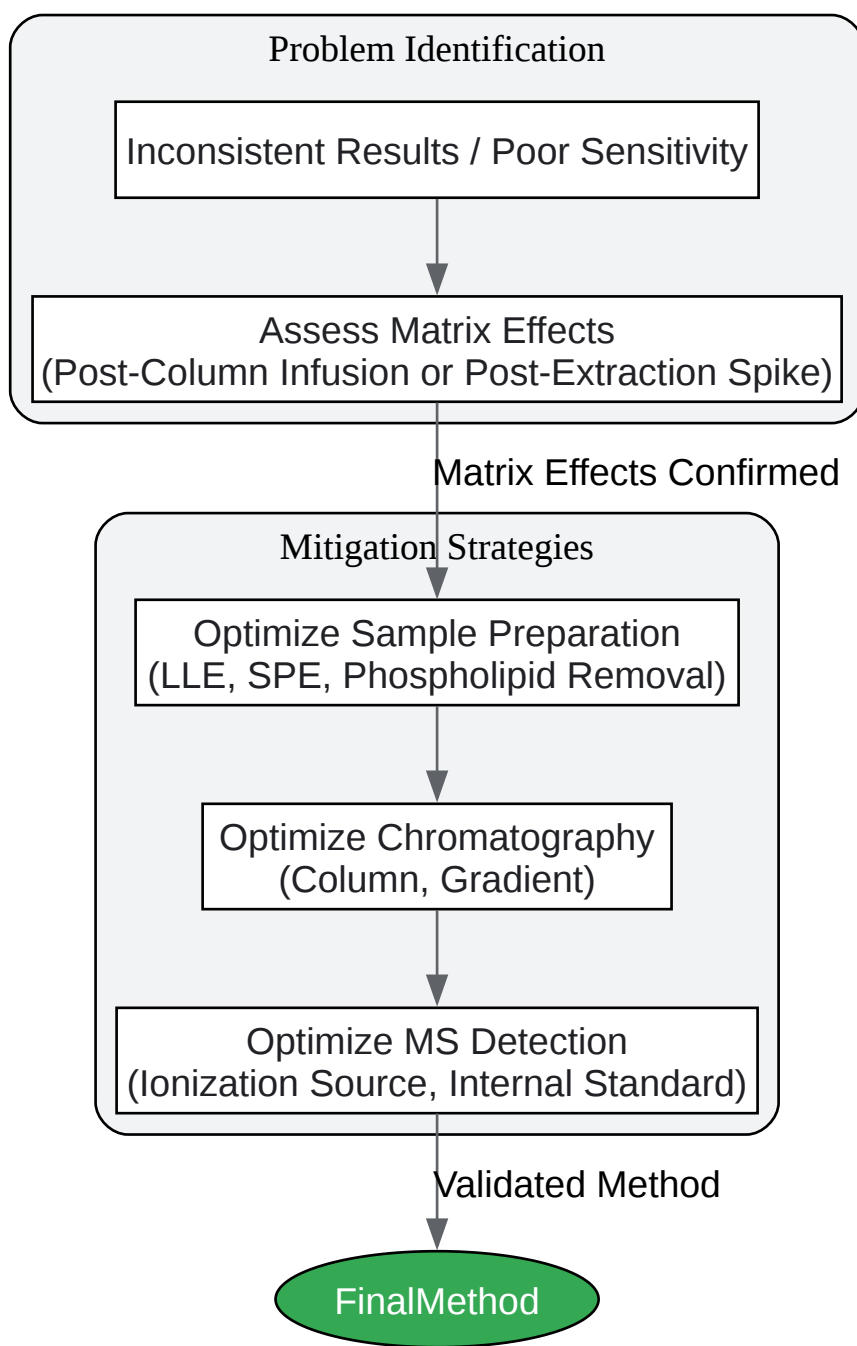 Problem Identification
Inconsistent Results / Poor Sensitivity
Assess Matrix Effects
(Post-Column Infusion or Post-Extraction Spike)
Matrix Effects Confirmed
Mitigation Strategies
Optimize Sample Preparation
(LLE, SPE, Phospholipid Removal)
Optimize Chromatography
(Column, Gradient)
Optimize MS Detection
(Ionization Source, Internal Standard)
Validated Method
FinalMethod